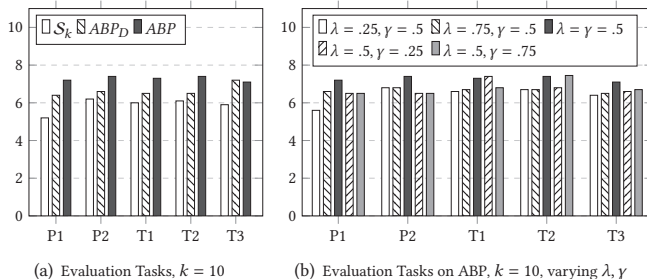 10
8
6
4
2
0
S_k ABP_D ABP
P1 P2 T1 T2 T3
(a) Evaluation Tasks, k = 10
10
8
6
4
2
0
λ = .25, γ = .5 λ = .75, γ = .5 λ = γ = .5
λ = .5, γ = .25 λ = .5, γ = .75
P1 P2 T1 T2 T3
(b) Evaluation Tasks on ABP, k = 10, varying λ, γ